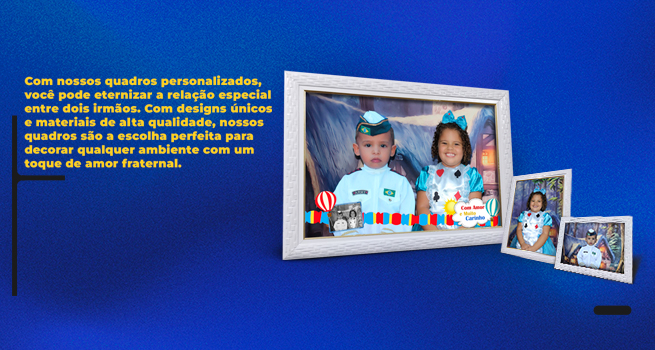 Com nossos quadros personalizados,
você pode eternizar a relação especial
entre dois irmãos. Com designs únicos
e materiais de alta qualidade, nossos
quadros são a escolha perfeita para
decorar qualquer ambiente com um
toque de amor fraternal.
Com Amor
e Muito
Carinho